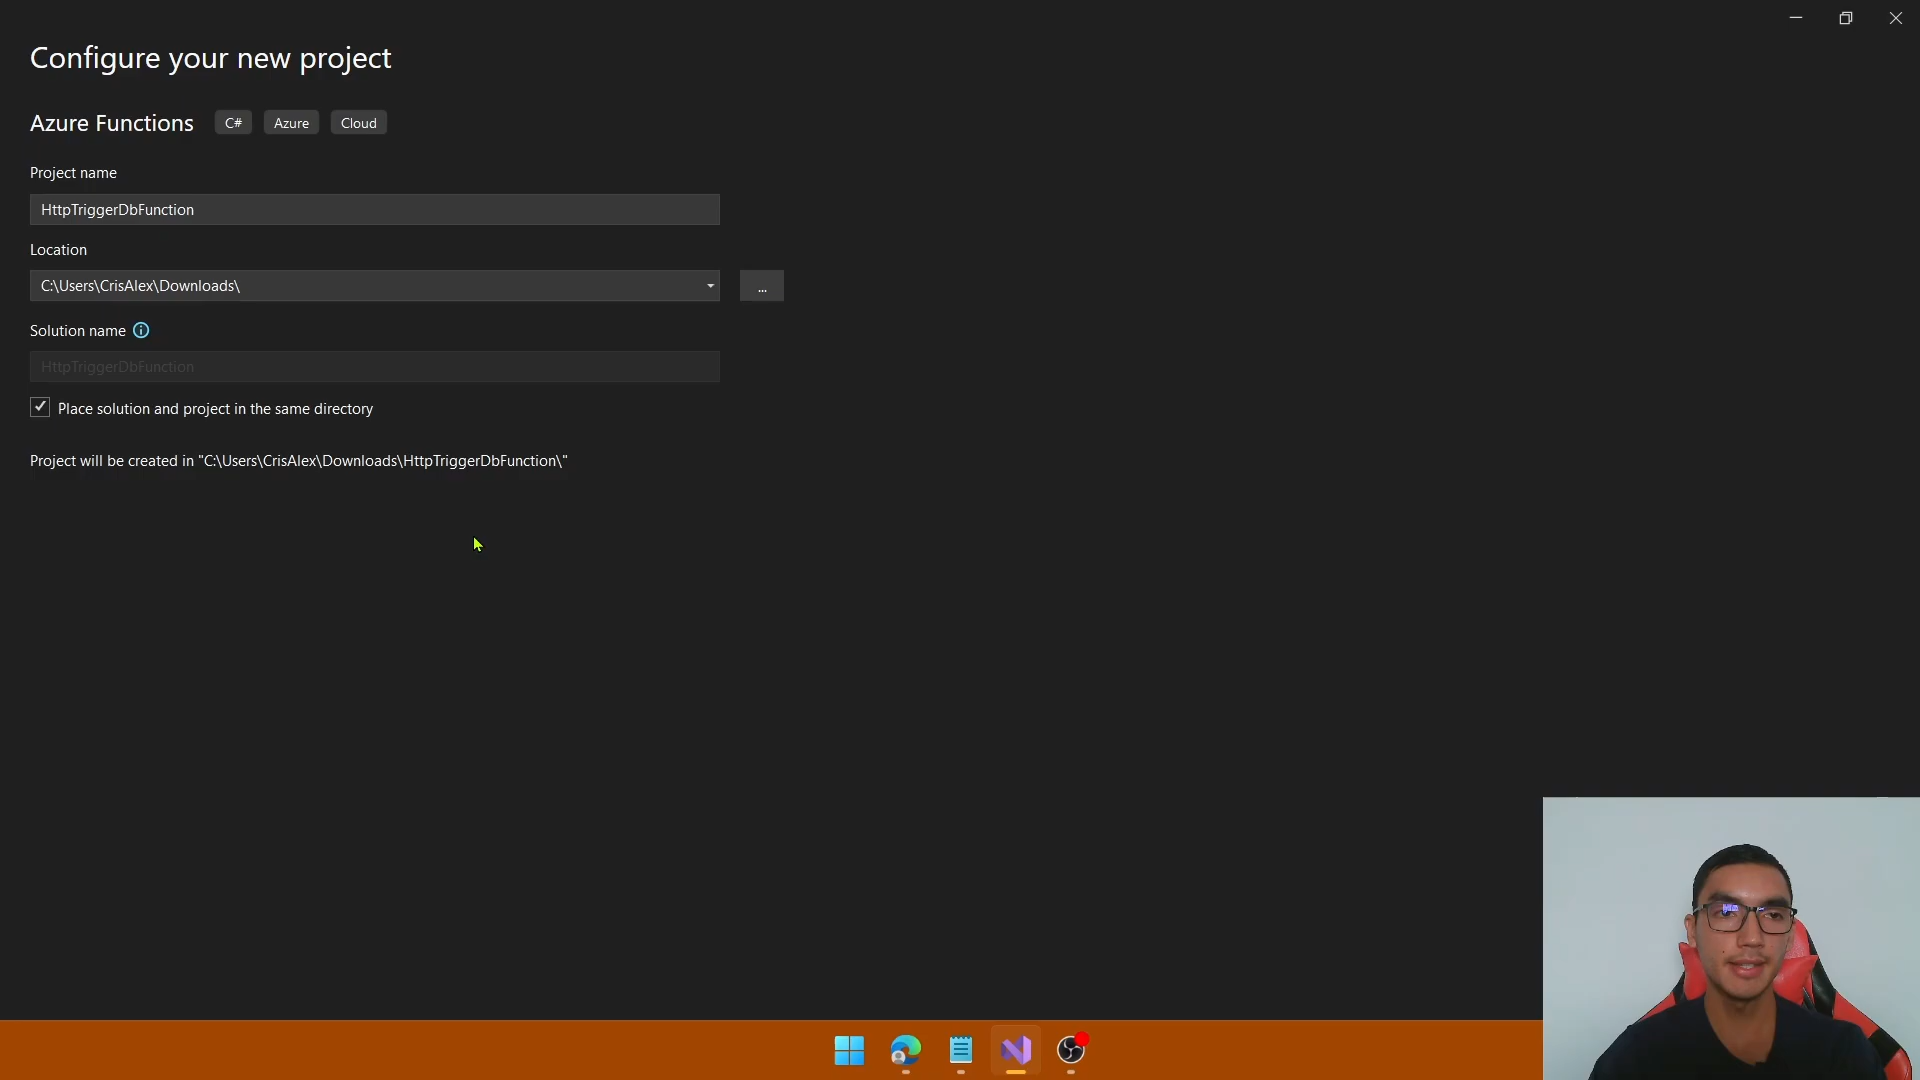 Configure your new project
Azure Functions C# Azure Cloud
Project name
HttpTriggerDbFunction
Location
C:\Users\CrisAlex\Downloads\
...
Solution name
HttpTriggerDbFunction
Place solution and project in the same directory
Project will be created in "C:\Users\CrisAlex\Downloads\HttpTriggerDbFunction\"